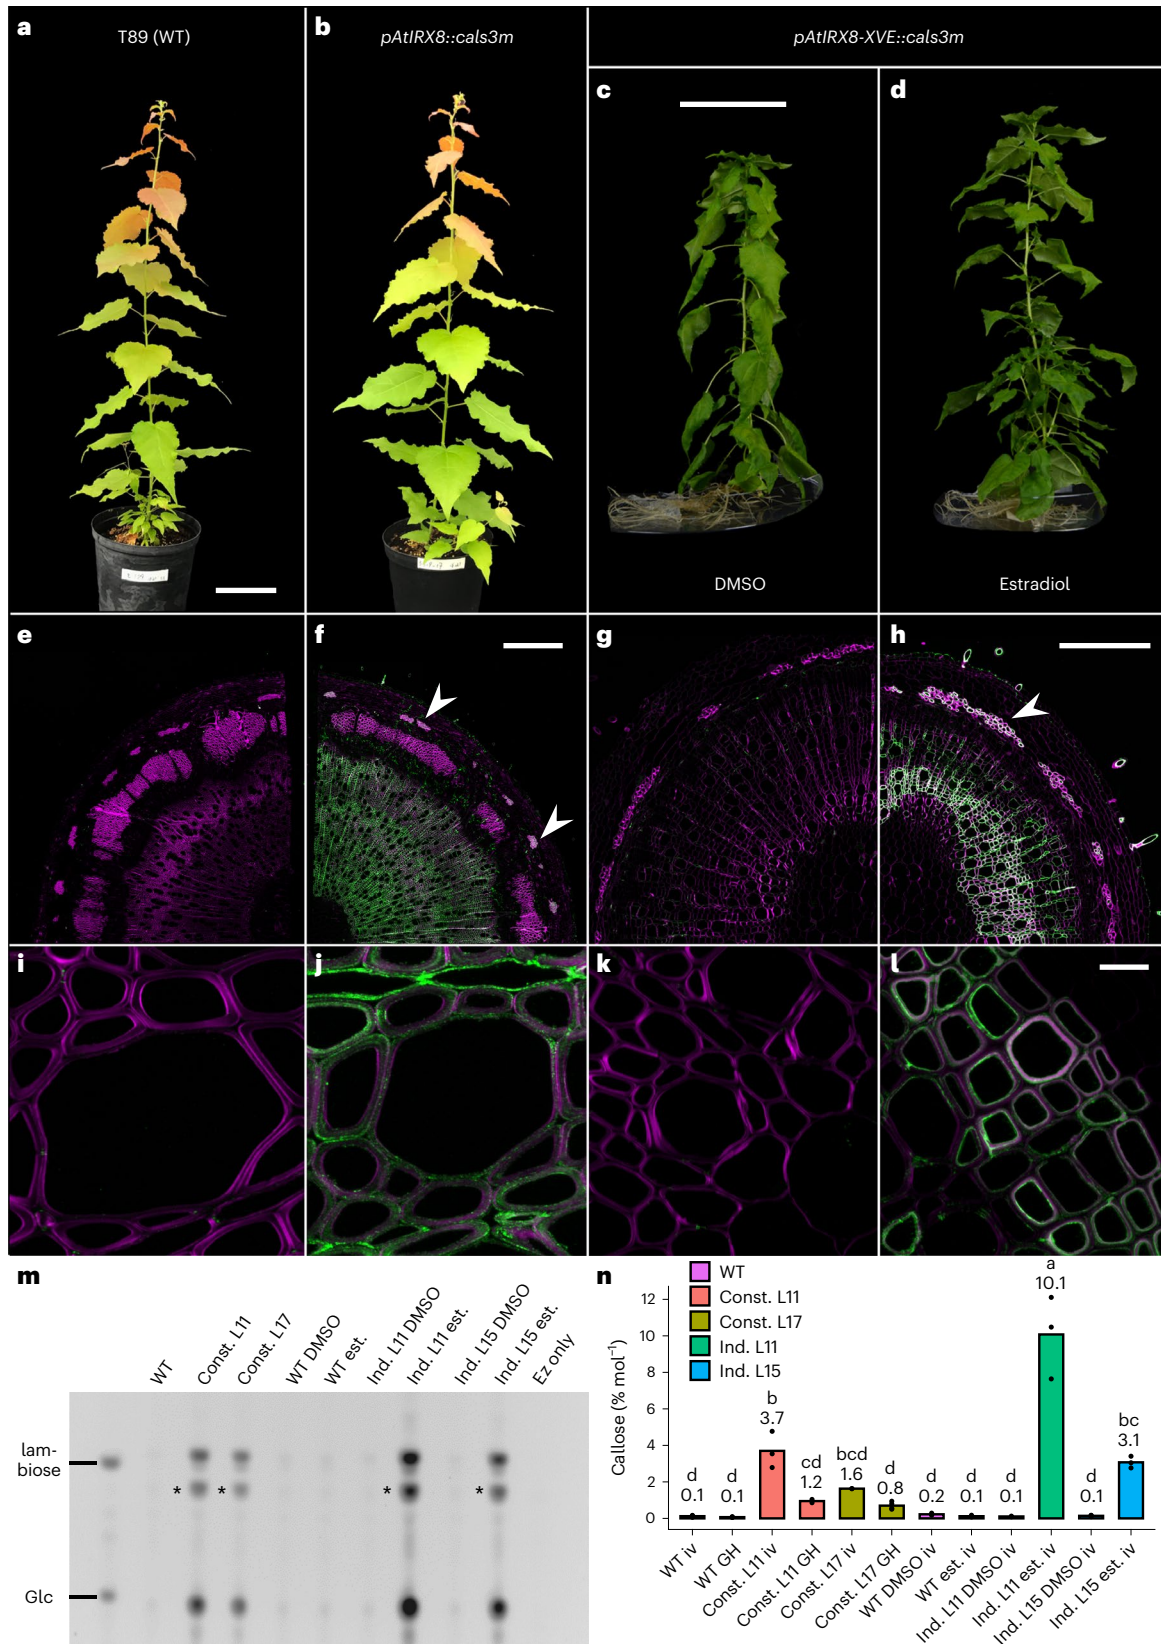 a
T89 (WT)
b
pAtIRX8::cals3m
pAtIRX8-XVE::cals3m
c
d
DMSO
Estradiol
e
f
g
h
i
j
k
l
m
WT
Const. L11
Const. L17
WT DMSO
WT est.
Ind. L11 DMSO
Ind. L11 est.
Ind. L15 DMSO
Ind. L15 est.
Ez only
lam-
biose
* * * *
Glc
n
WT
Const. L11
Const. L17
Ind. L11
Ind. L15
Callose (% mol⁻¹)
12
10
8
6
4
2
0
d
0.1
d
0.1
b
3.7
cd
1.2
bcd
1.6
d
0.8
d
0.2
d
0.1
d
0.1
a
10.1
d
0.1
bc
3.1
WT iv
WT GH
Const. L11 iv
Const. L11 GH
Const. L17 iv
Const. L17 GH
WT DMSO iv
WT est. iv
Ind. L11 DMSO iv
Ind. L11 est. iv
Ind. L15 DMSO iv
Ind. L15 est. iv